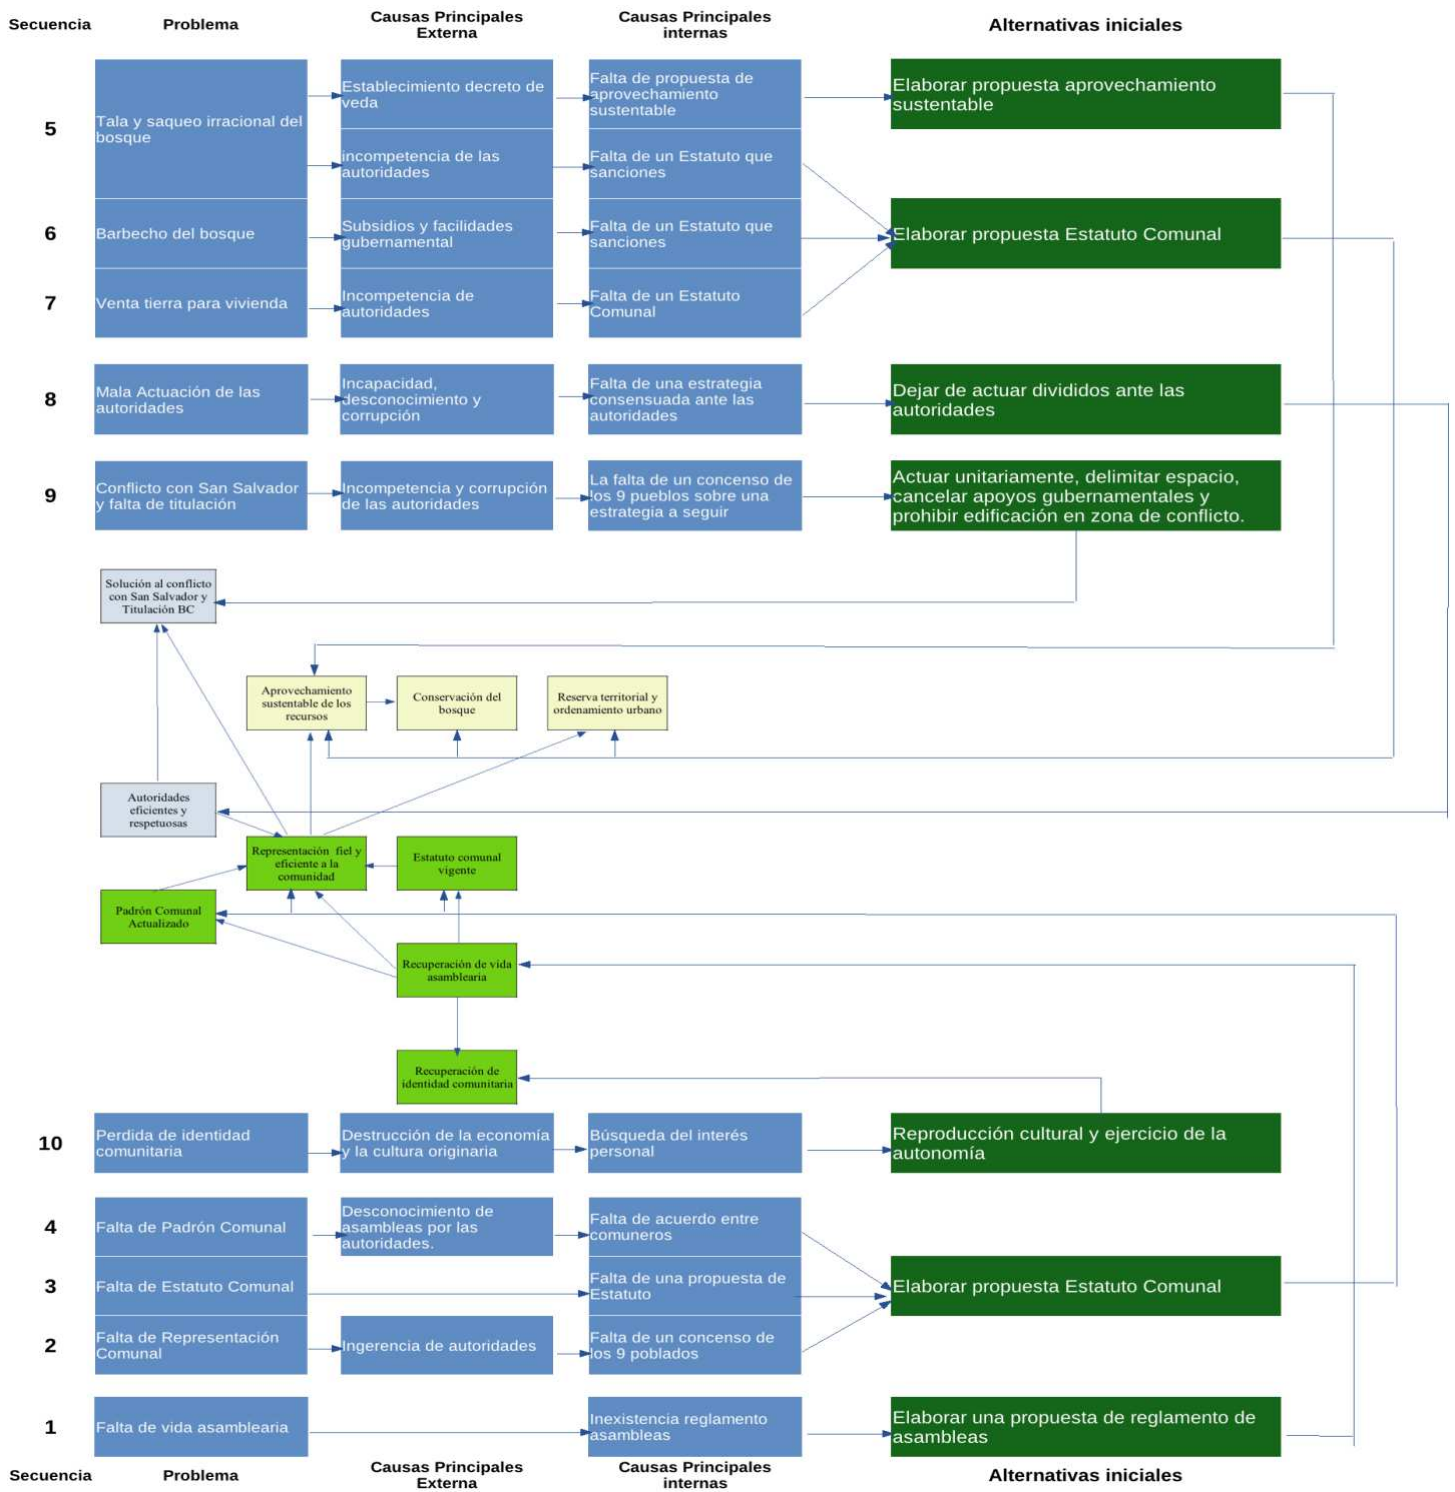 Secuencia
Problema
Causas Principales
Externa
Causas Principales
internas
Alternativas iniciales
5
Tala y saqueo irracional del
bosque
Establecimiento decreto de
veda
Falta de propuesta de
aprovechamiento
sustentable
Elaborar propuesta aprovechamiento
sustentable
incompetencia de las
autoridades
Falta de un Estatuto que
sanciones
6
Barbecho del bosque
Subsidios y facilidades
gubernamental
Falta de un Estatuto que
sanciones
Elaborar propuesta Estatuto Comunal
7
Venta tierra para vivienda
Incompetencia de
autoridades
Falta de un Estatuto
Comunal
8
Mala Actuación de las
autoridades
Incapacidad,
desconocimiento y
corrupción
Falta de una estrategia
consensuada ante las
autoridades
Dejar de actuar divididos ante las
autoridades
9
Conflicto con San Salvador
y falta de titulación
Incompetencia y corrupción
de las autoridades
La falta de un concenso de
los 9 pueblos sobre una
estrategia a seguir
Actuar unitariamente, delimitar espacio,
cancelar apoyos gubernamentales y
prohibir edificación en zona de conflicto.
Solución al conflicto
con San Salvador y
Titulación BC
Aprovechamiento
sustentable de los
recursos
Conservación del
bosque
Reserva territorial y
ordenamiento urbano
Autoridades
eficientes y
respetuosas
Representación fiel y
eficiente a la
comunidad
Estatuto comunal
vigente
Padrón Comunal
Actualizado
Recuperación de vida
asamblearia
Recuperación de
identidad comunitaria
10
Perdida de identidad
comunitaria
Destrucción de la economía
y la cultura originaria
Búsqueda del interés
personal
Reproducción cultural y ejercicio de la
autonomía
4
Falta de Padrón Comunal
Desconocimiento de
asambleas por las
autoridades.
Falta de acuerdo entre
comuneros
3
Falta de Estatuto Comunal
Falta de una propuesta de
Estatuto
Elaborar propuesta Estatuto Comunal
2
Falta de Representación
Comunal
Ingerencia de autoridades
Falta de un concenso de
los 9 poblados
1
Falta de vida asamblearia
Inexistencia reglamento
asambleas
Elaborar una propuesta de reglamento de
asambleas
Secuencia
Problema
Causas Principales
Externa
Causas Principales
internas
Alternativas iniciales